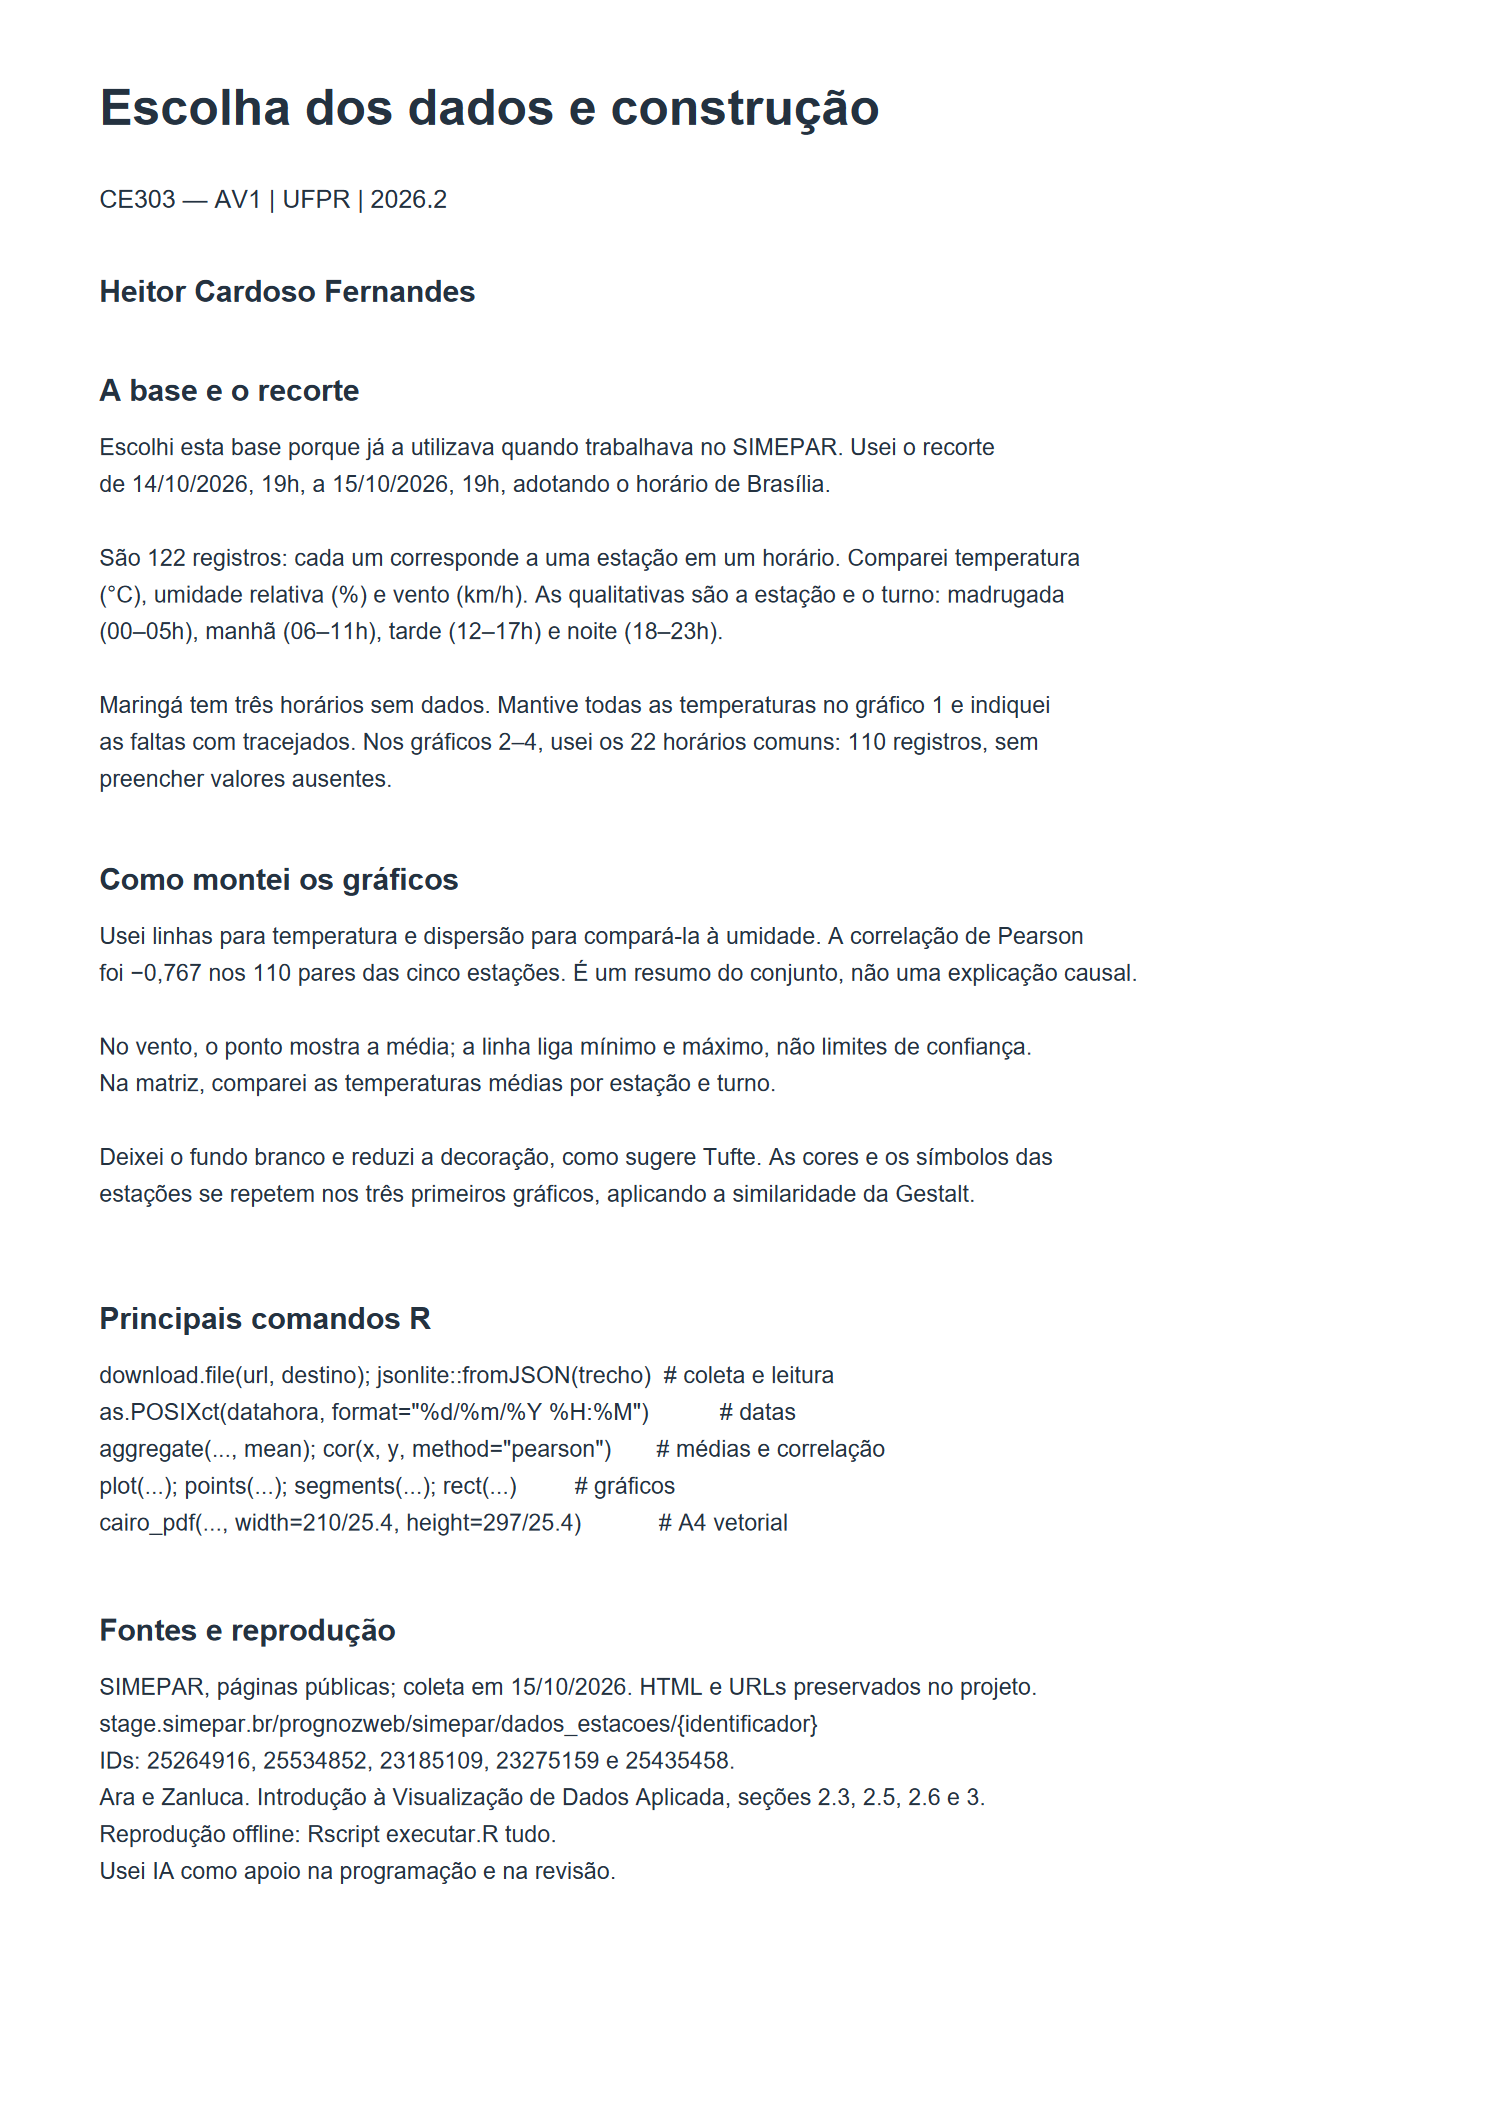 Escolha dos dados e construção
CE303 — AV1 | UFPR | 2026.2
Heitor Cardoso Fernandes
A base e o recorte
Escolhi esta base porque já a utilizava quando trabalhava no SIMEPAR. Usei o recorte
de 14/10/2026, 19h, a 15/10/2026, 19h, adotando o horário de Brasília.
São 122 registros: cada um corresponde a uma estação em um horário. Comparei temperatura
(°C), umidade relativa (%) e vento (km/h). As qualitativas são a estação e o turno: madrugada
(00–05h), manhã (06–11h), tarde (12–17h) e noite (18–23h).
Maringá tem três horários sem dados. Mantive todas as temperaturas no gráfico 1 e indiquei
as faltas com tracejados. Nos gráficos 2–4, usei os 22 horários comuns: 110 registros, sem
preencher valores ausentes.
Como montei os gráficos
Usei linhas para temperatura e dispersão para compará-la à umidade. A correlação de Pearson
foi −0,767 nos 110 pares das cinco estações. É um resumo do conjunto, não uma explicação causal.
No vento, o ponto mostra a média; a linha liga mínimo e máximo, não limites de confiança.
Na matriz, comparei as temperaturas médias por estação e turno.
Deixei o fundo branco e reduzi a decoração, como sugere Tufte. As cores e os símbolos das
estações se repetem nos três primeiros gráficos, aplicando a similaridade da Gestalt.
Principais comandos R
download.file(url, destino); jsonlite::fromJSON(trecho)  # coleta e leitura
as.POSIXct(datahora, format="%d/%m/%Y %H:%M")           # datas
aggregate(..., mean); cor(x, y, method="pearson")       # médias e correlação
plot(...); points(...); segments(...); rect(...)         # gráficos
cairo_pdf(..., width=210/25.4, height=297/25.4)            # A4 vetorial
Fontes e reprodução
SIMEPAR, páginas públicas; coleta em 15/10/2026. HTML e URLs preservados no projeto.
stage.simepar.br/prognozweb/simepar/dados_estacoes/{identificador}
IDs: 25264916, 25534852, 23185109, 23275159 e 25435458.
Ara e Zanluca. Introdução à Visualização de Dados Aplicada, seções 2.3, 2.5, 2.6 e 3.
Reprodução offline: Rscript executar.R tudo.
Usei IA como apoio na programação e na revisão.